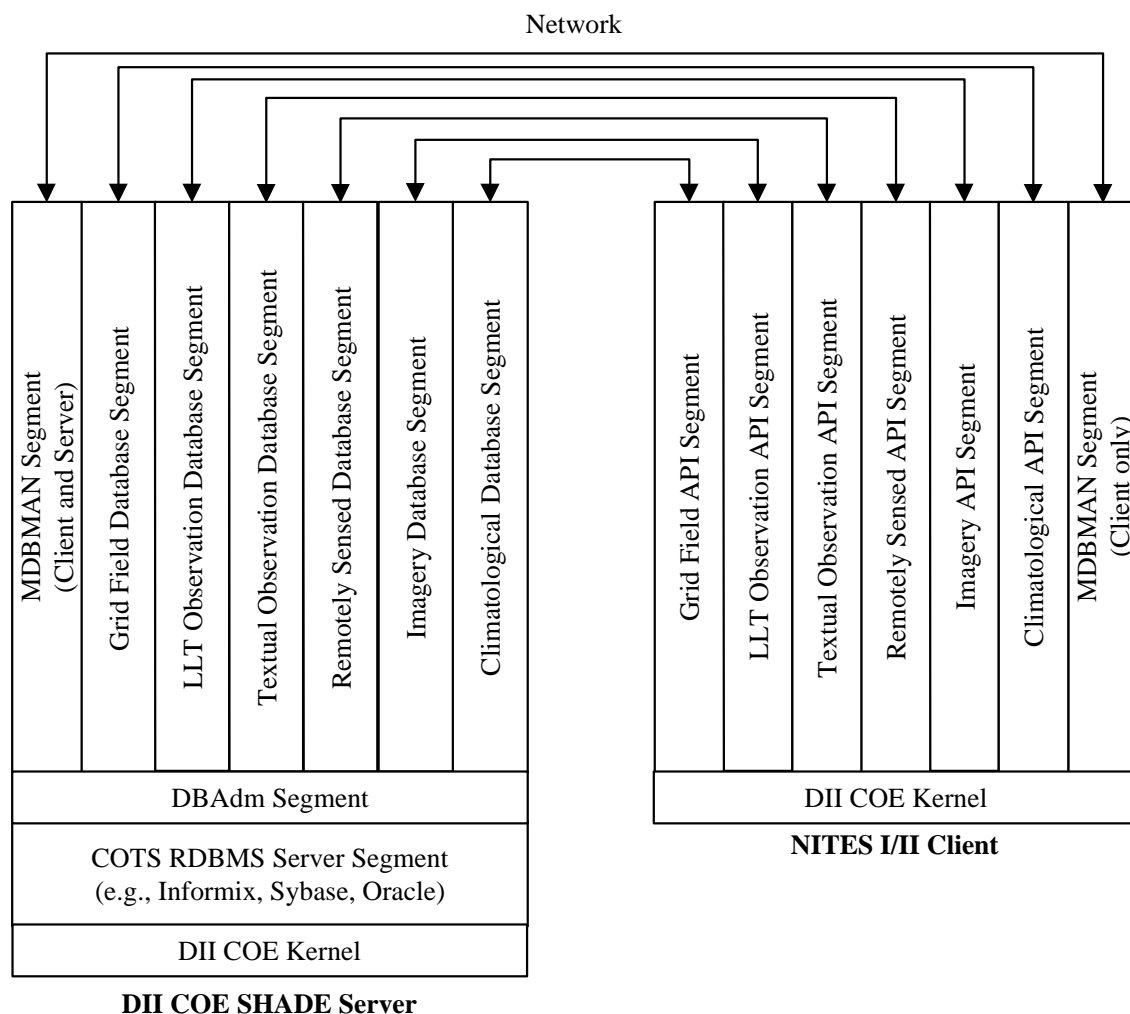 Network
MDBMAN Segment
(Client and Server)
Grid Field Database Segment
LLT Observation Database Segment
Textual Observation Database Segment
Remotely Sensed Database Segment
Imagery Database Segment
Climatological Database Segment
DBAdm Segment
COTS RDBMS Server Segment
(e.g., Informix, Sybase, Oracle)
DII COE Kernel
DII COE SHADE Server
Grid Field API Segment
LLT Observation API Segment
Textual Observation API Segment
Remotely Sensed API Segment
Imagery API Segment
Climatological API Segment
MDBMAN Segment
(Client only)
DII COE Kernel
NITES I/II Client